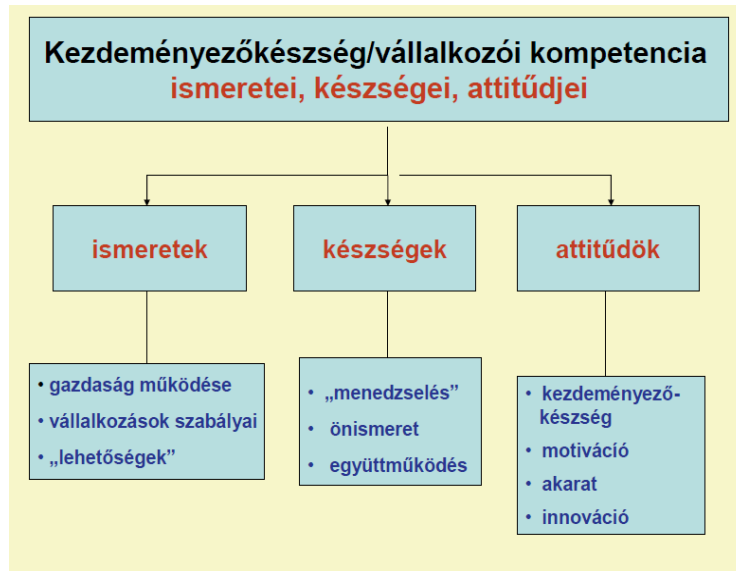 Kezdeményezőkészség/vállalkozói kompetencia
ismeretei, készségei, attitűdjei
ismeretek
készségek
attitűdök
• gazdaság működése
• vállalkozások szabályai
• „lehetőségek”
• „menedzselés”
• önismeret
• együttműködés
• kezdeményező-
készség
• motiváció
• akarat
• innováció